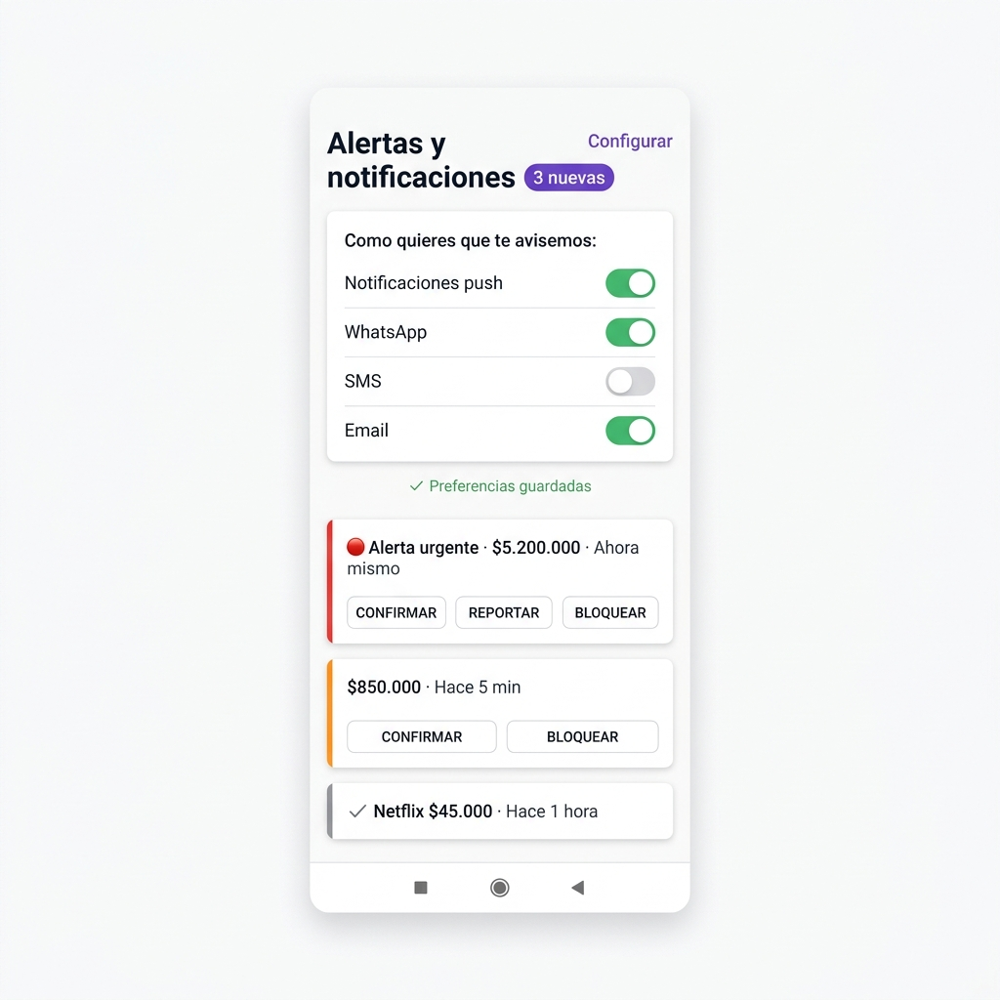 Alertas y
notificaciones 3 nuevas
Configurar
Como quieres que te avisemos:
Notificaciones push
WhatsApp
SMS
Email
✓ Preferencias guardadas
🔴 Alerta urgente · $5.200.000 · Ahora
mismo
CONFIRMAR REPORTAR BLOQUEAR
$850.000 · Hace 5 min
CONFIRMAR BLOQUEAR
✓ Netflix $45.000 · Hace 1 hora